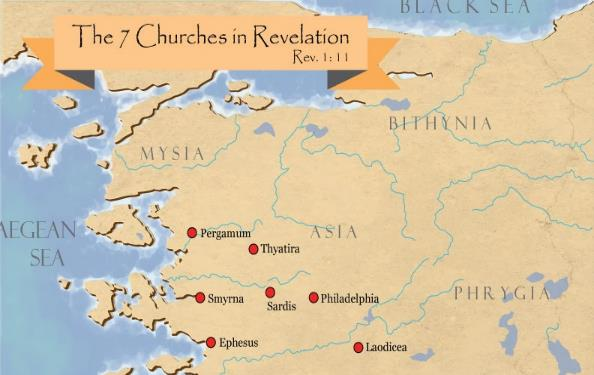 BLACK SEA
The 7 Churches in Revelation
Rev. 1:11
BITHYNIA
MYSIA
AEGEAN
SEA
ASIA
Pergamum
Thyatira
PHRYGIA
Smyrna
Sardis
Philadelphia
Ephesus
Laodicea